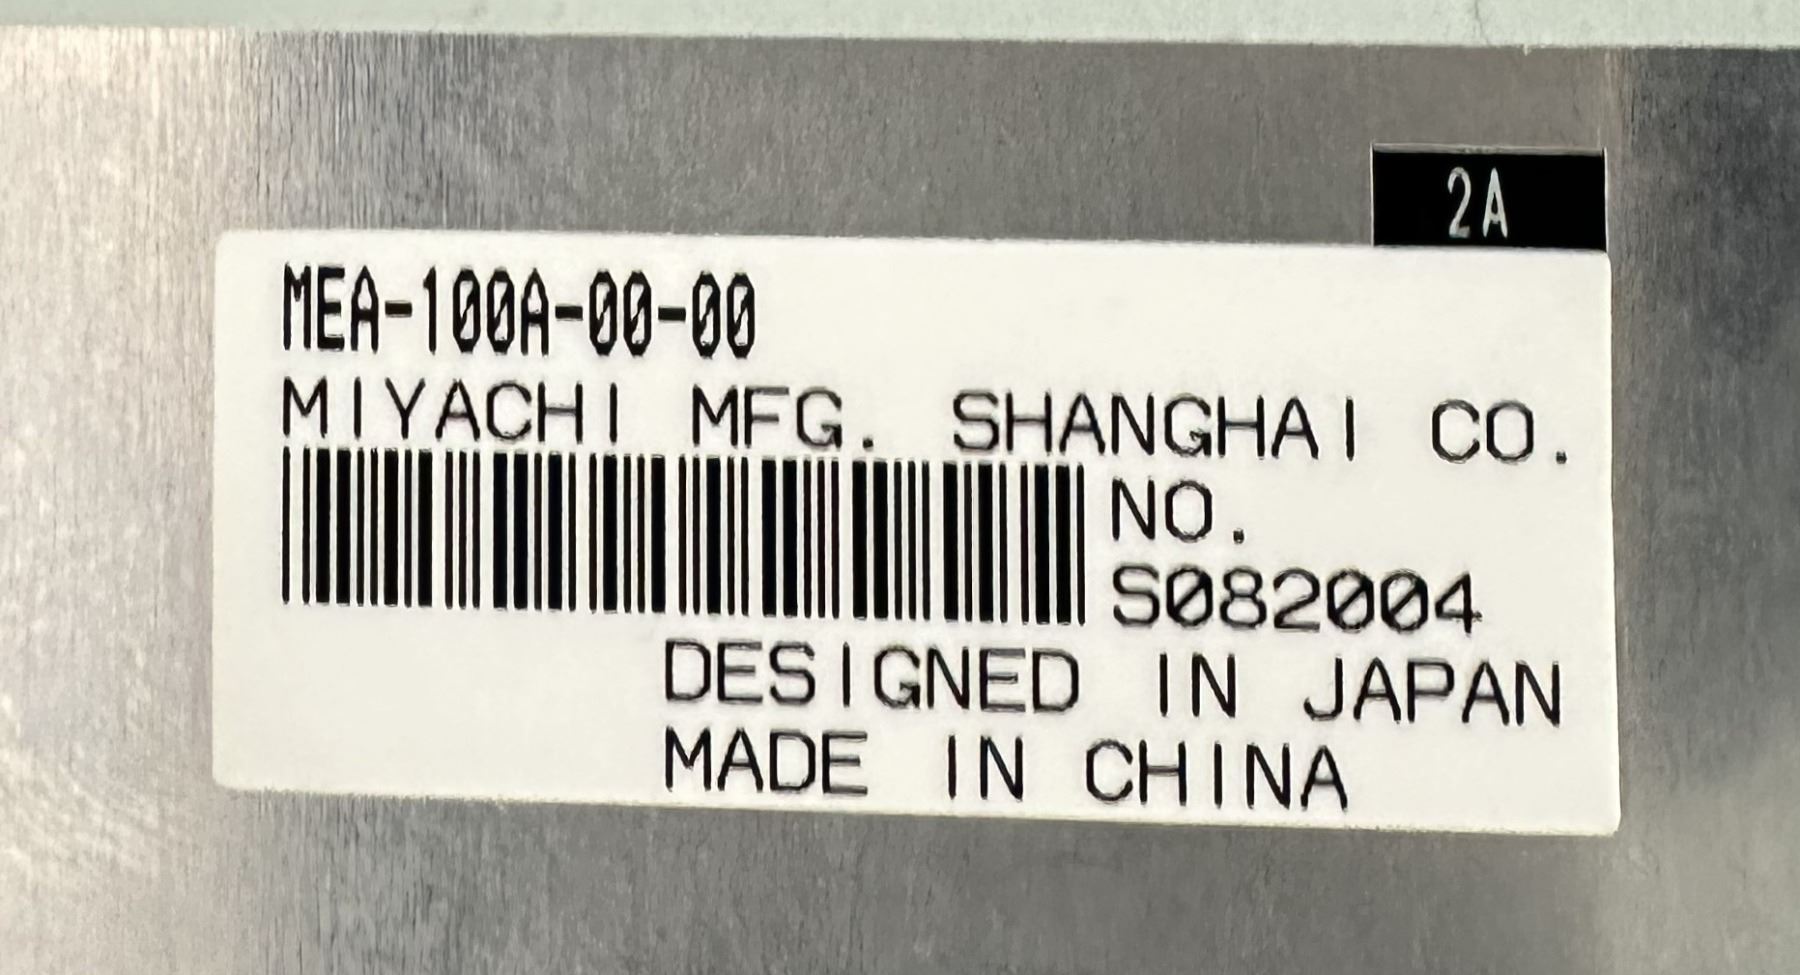 2A
MEA-100A-00-00
MIYACHI MFG. SHANGHAI CO.
NO.
S082004
DESIGNED IN JAPAN
MADE IN CHINA